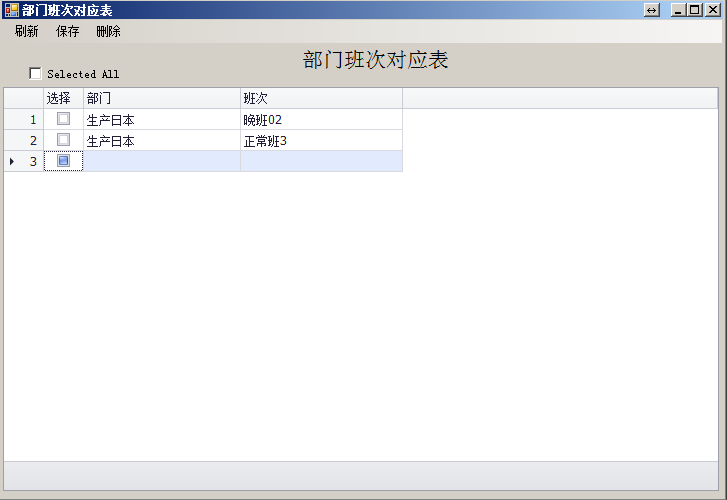 部门班次对应表
刷新 保存 删除
部门班次对应表
Selected All
选择 部门 班次
1 生产日本 晚班02
2 生产日本 正常班3
3